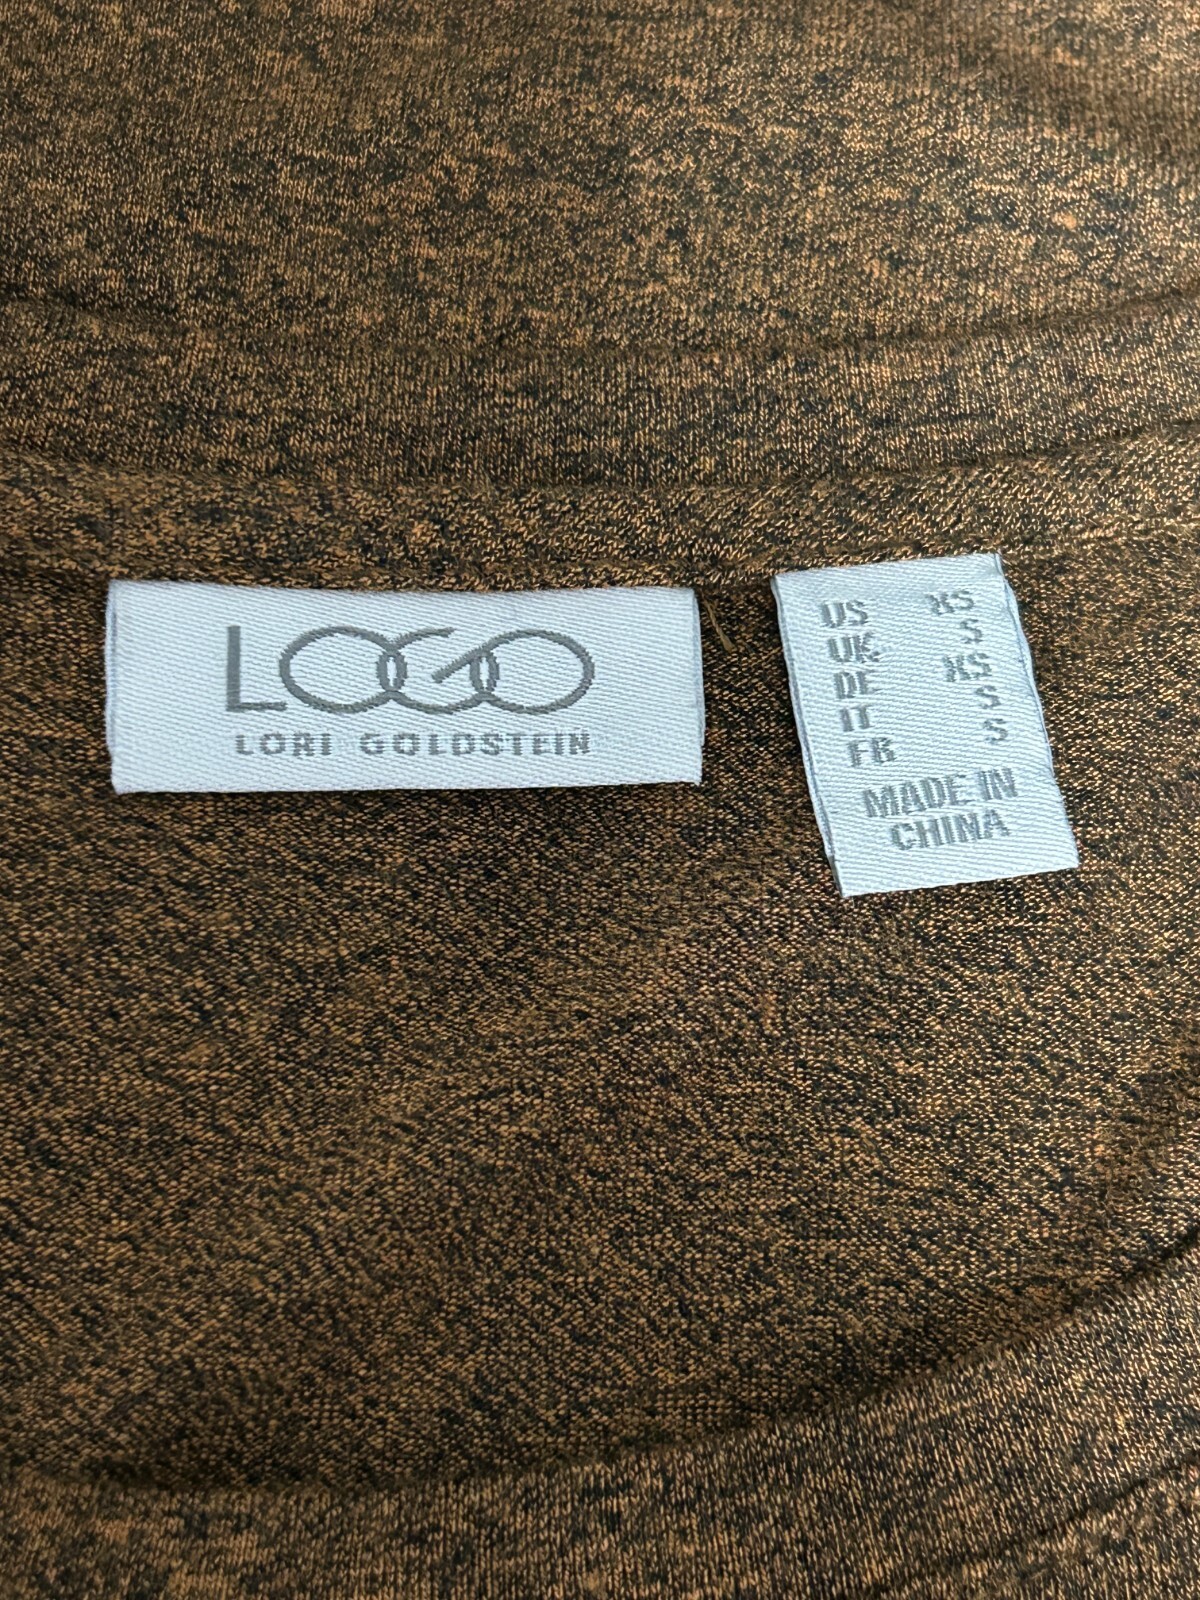 LOGO
LORI GOLDSTEIN
US XS
UK S
DE XS
IT S
FR S
MADE IN
CHINA